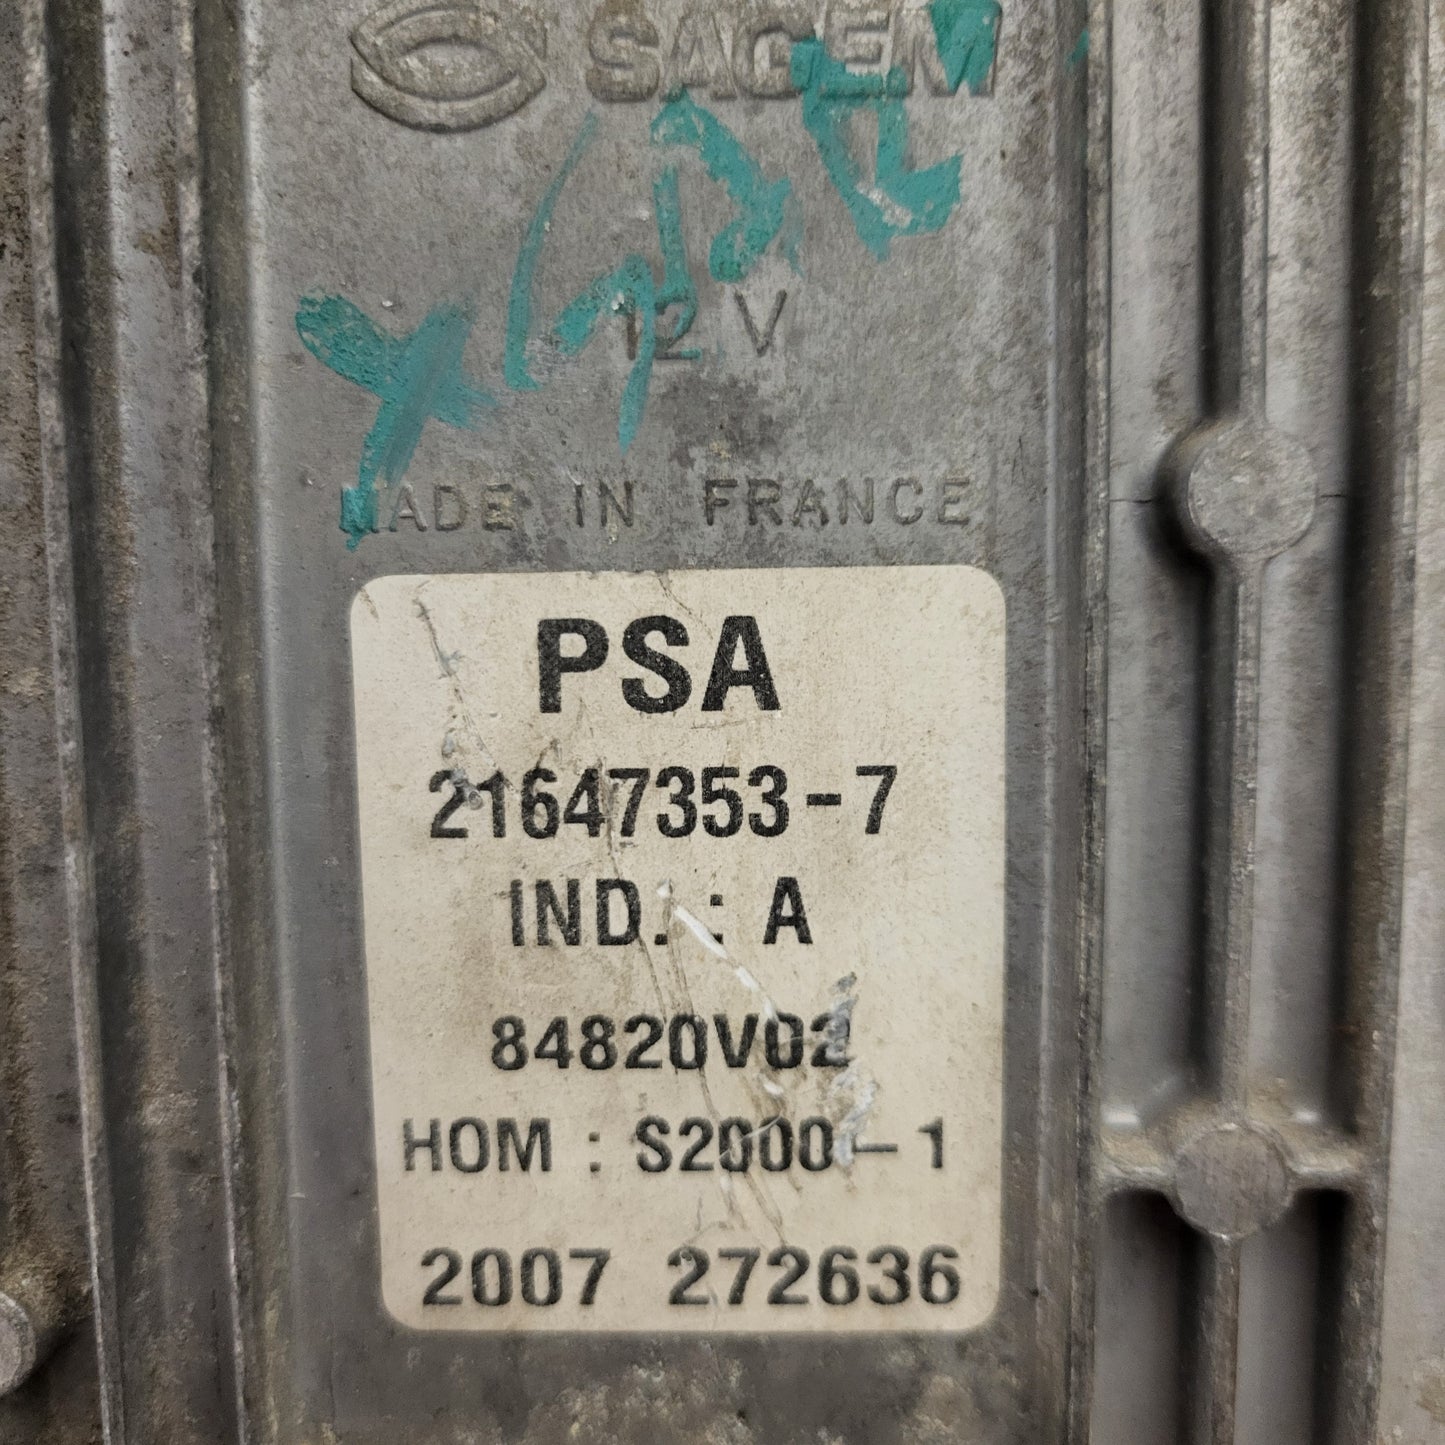 SAGEM
12 V
MADE IN FRANCE
PSA
21647353-7
IND. : A
84820V02
HOM : S2000-1
2007 272636